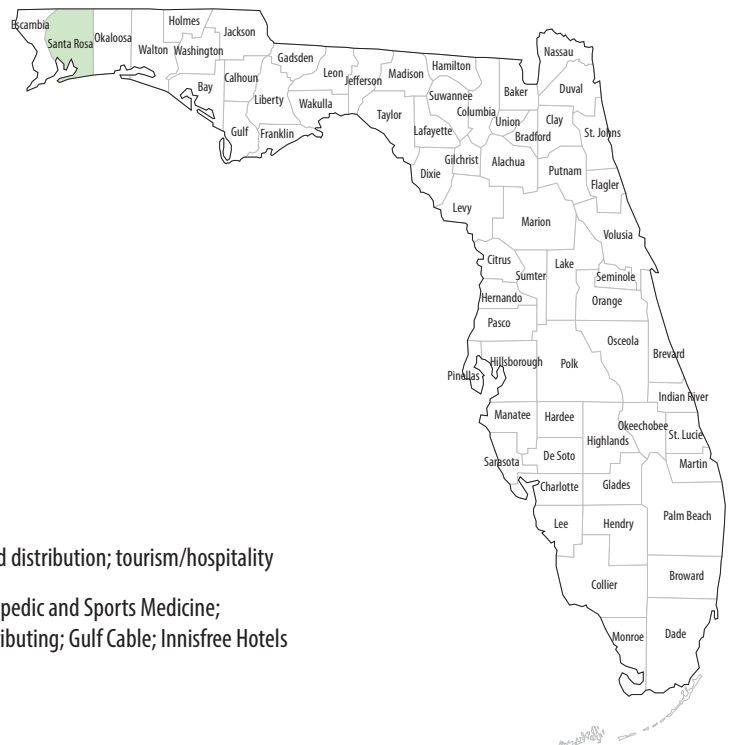 Escambia
Santa Rosa
Okaloosa
Walton
Holmes
Washington
Jackson
Bay
Calhoun
Gulf
Liberty
Gadsden
Franklin
Leon
Wakulla
Jefferson
Madison
Taylor
Hamilton
Suwannee
Lafayette
Columbia
Dixie
Gilchrist
Baker
Union
Bradford
Alachua
Levy
Nassau
Duval
Clay
St. Johns
Putnam
Flagler
Marion
Volusia
Citrus
Sumter
Lake
Seminole
Hernando
Orange
Pasco
Osceola
Brevard
Hillsborough
Pinellas
Polk
Indian River
Manatee
Hardee
Okeechobee
St. Lucie
Highlands
Sarasota
De Soto
Martin
Charlotte
Glades
Lee
Hendry
Palm Beach
Collier
Broward
Monroe
Dade
d distribution; tourism/hospitality
pedic and Sports Medicine;
ibuting; Gulf Cable; Innisfree Hotels